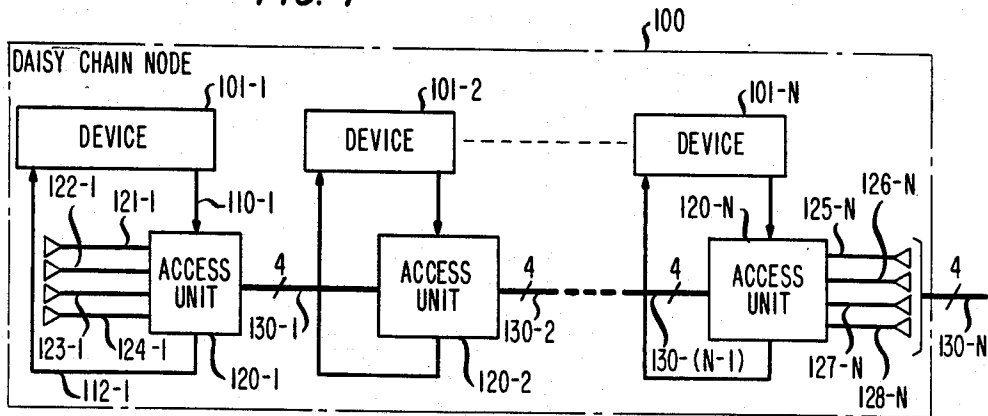 FIG. 1
100
DAISY CHAIN NODE
101-1
101-2
101-N
DEVICE
DEVICE
DEVICE
122-1
121-1
110-1
120-N
125-N
126-N
ACCESS UNIT
4
ACCESS UNIT
4
4
ACCESS UNIT
4
130-1
130-2
130-(N-1)
130-N
123-1
124-1
127-N
128-N
112-1
120-1
120-2